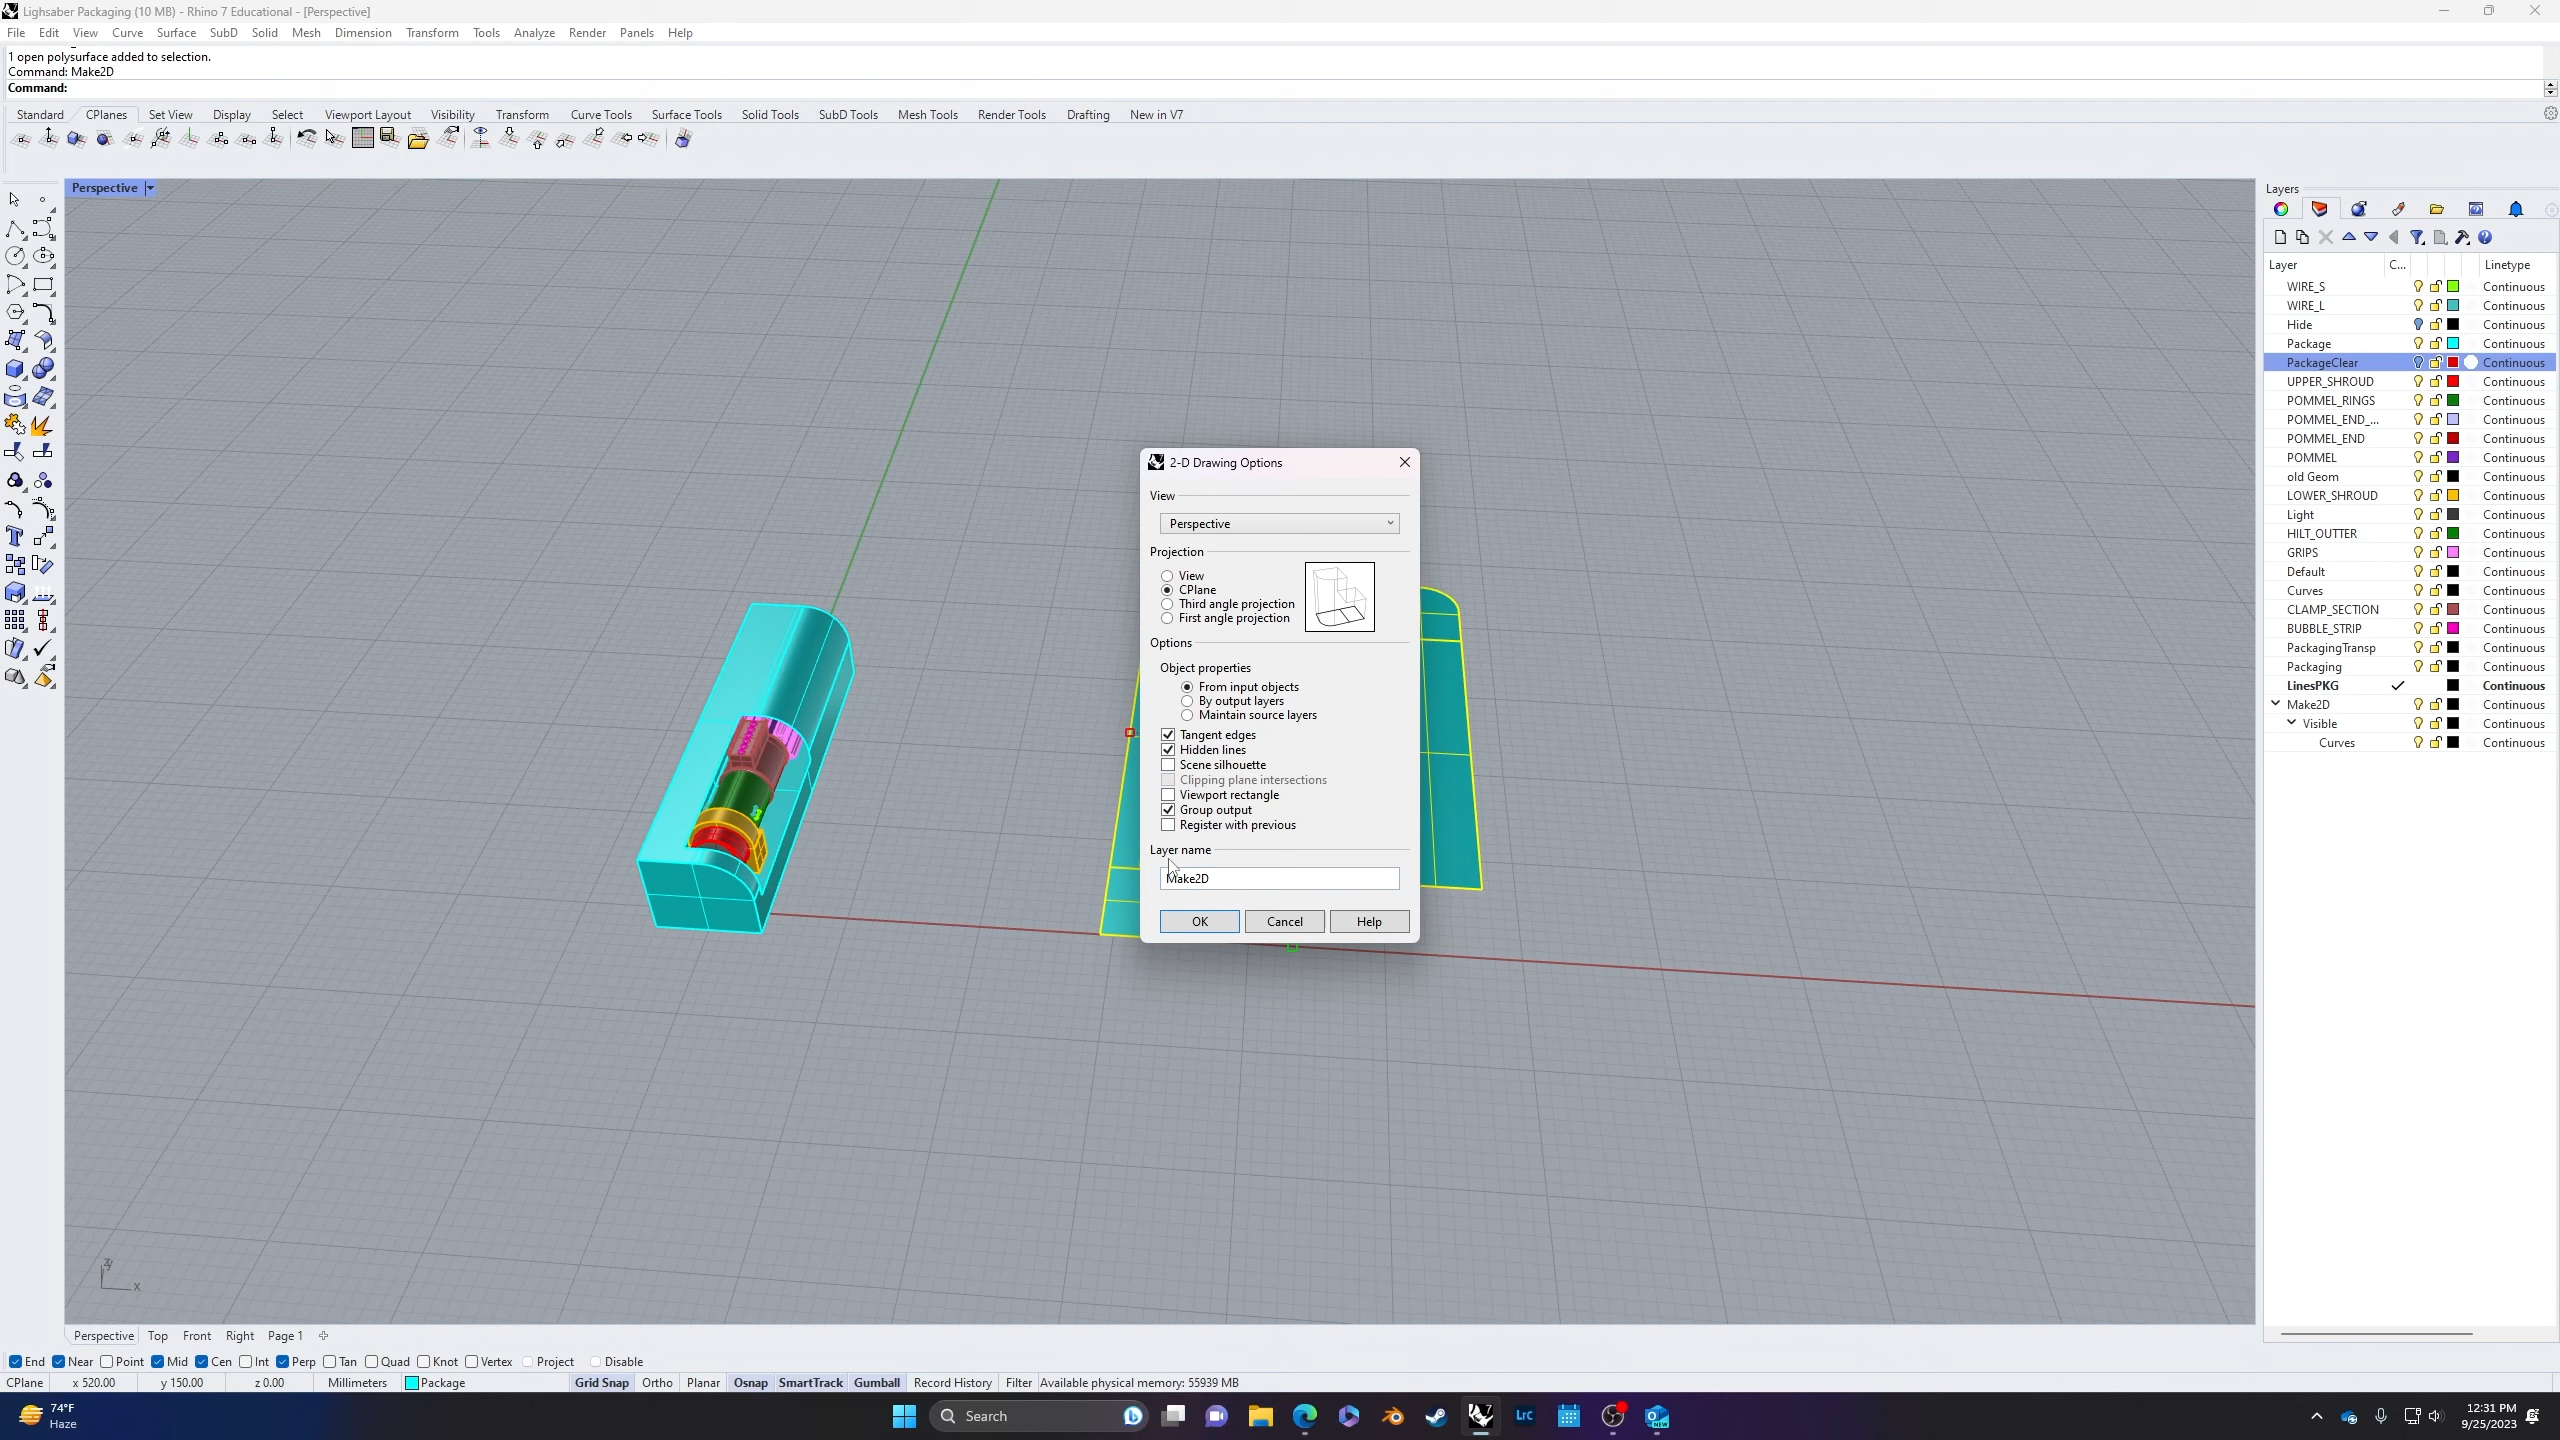 Lighsaber Packaging (10 MB) - Rhino 7 Educational - [Perspective]
File Edit View Curve Surface SubD Solid Mesh Dimension Transform Tools Analyze Render Panels Help
1 open polysurface added to selection.
Command: Make2D
Command:
Standard CPlanes Set View Display Select Viewport Layout Visibility Transform Curve Tools Surface Tools Solid Tools SubD Tools Mesh Tools Render Tools Drafting New in V7
Perspective
Layers
Layer C... Linetype
WIRE_S Continuous
WIRE_L Continuous
Hide Continuous
Package Continuous
PackageClear Continuous
UPPER_SHROUD Continuous
POMMEL_RINGS Continuous
POMMEL_END_... Continuous
POMMEL_END Continuous
POMMEL Continuous
old Geom Continuous
LOWER_SHROUD Continuous
Light Continuous
HILT_OUTTER Continuous
GRIPS Continuous
Default Continuous
Curves Continuous
CLAMP_SECTION Continuous
BUBBLE_STRIP Continuous
PackagingTransp Continuous
Packaging Continuous
LinesPKG Continuous
Make2D Continuous
Visible Continuous
Curves Continuous
2-D Drawing Options
View
Perspective
Projection
View
CPlane
Third angle projection
First angle projection
Options
Object properties
From input objects
By output layers
Maintain source layers
Tangent edges
Hidden lines
Scene silhouette
Clipping plane intersections
Viewport rectangle
Group output
Register with previous
Layer name
Make2D
OK Cancel Help
x
Perspective Top Front Right Page 1
End Near Point Mid Cen Int Perp Tan Quad Knot Vertex Project Disable
CPlane x 520.00 y 150.00 z 0.00 Millimeters Package Grid Snap Ortho Planar Osnap SmartTrack Gumball Record History Filter Available physical memory: 55939 MB
74°F
Haze
Search
LrC
NEW
12:31 PM
9/25/2023